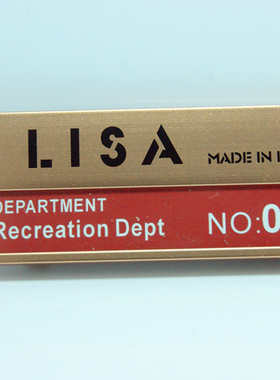 LISA MADE IN
DEPARTMENT
Recreation Dept NO:0